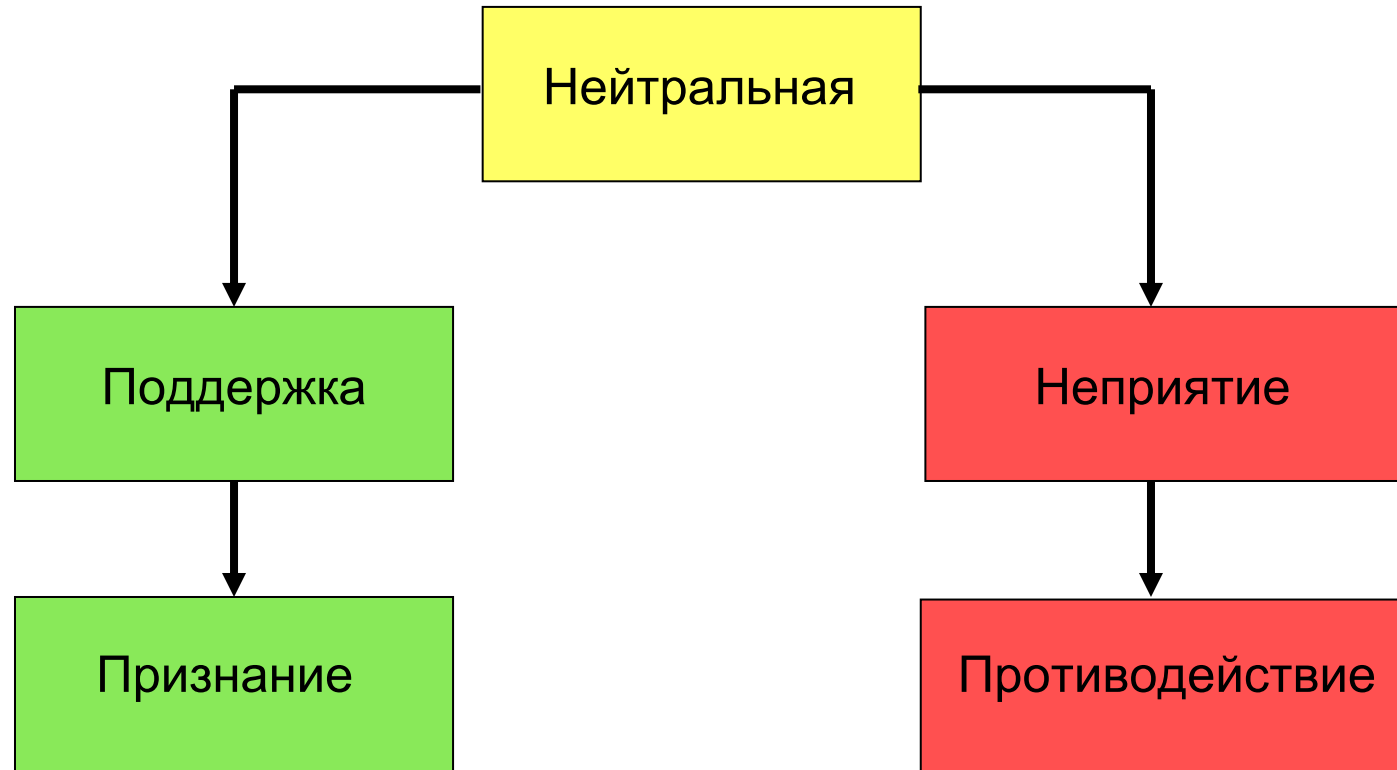 Нейтральная
Поддержка
Неприятие
Признание
Противодействие